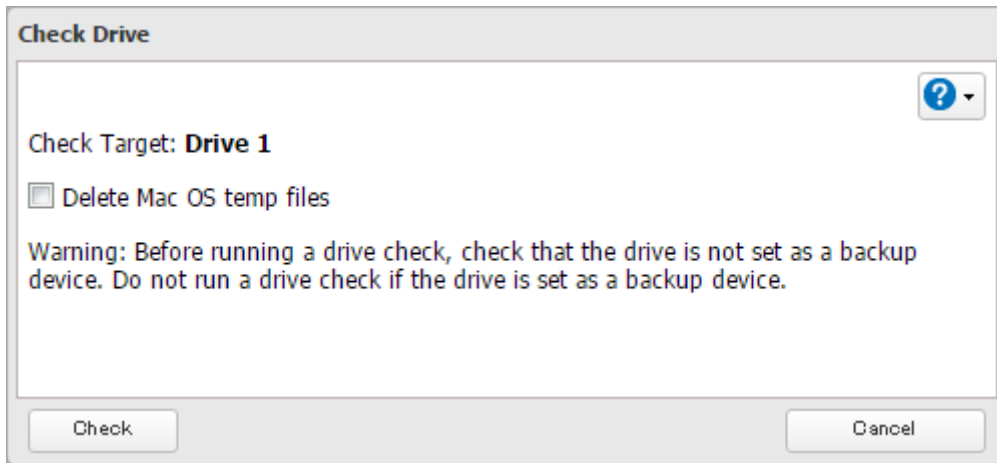 Check Drive
?
Check Target: Drive 1
Delete Mac OS temp files
Warning: Before running a drive check, check that the drive is not set as a backup
device. Do not run a drive check if the drive is set as a backup device.
Check
Cancel